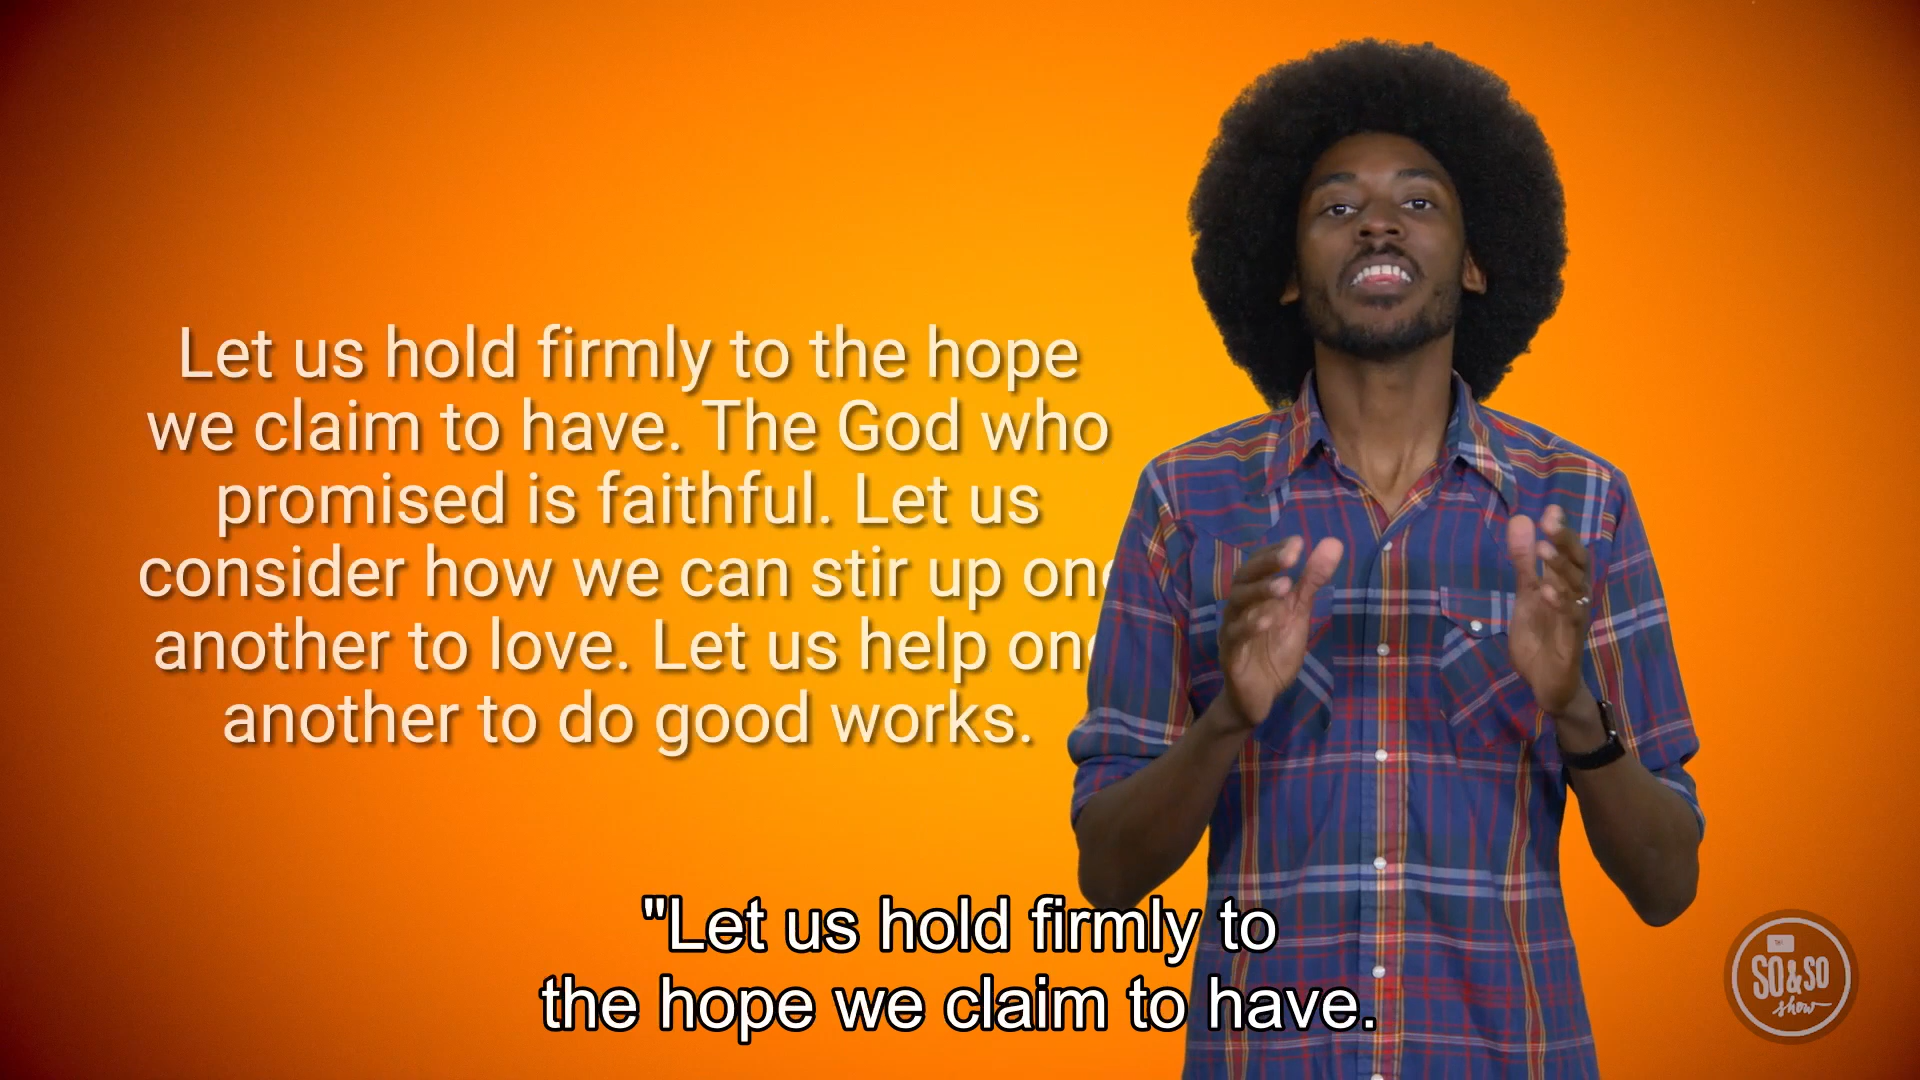 Let us hold firmly to the hope
we claim to have. The God who
promised is faithful. Let us
consider how we can stir up one
another to love. Let us help one
another to do good works.
"Let us hold firmly to
the hope we claim to have.
SO&SO
show